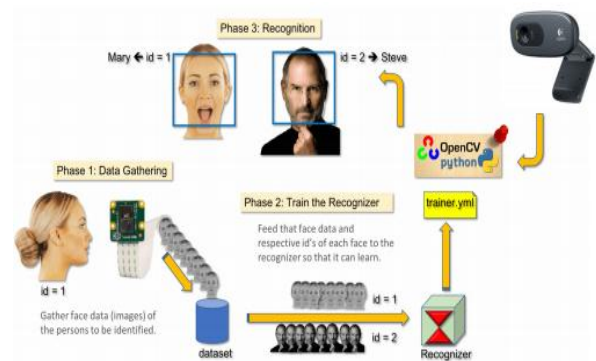 Phase 3: Recognition
Mary ← id = 1
id = 2 → Steve
OpenCV
python
Phase 1: Data Gathering
Phase 2: Train the Recognizer
trainer.yml
Feed that face data and
respective id's of each face to the
recognizer so that it can learn.
id = 1
Gather face data (images) of
the persons to be identified.
id = 1
id = 2
dataset
Recognizer